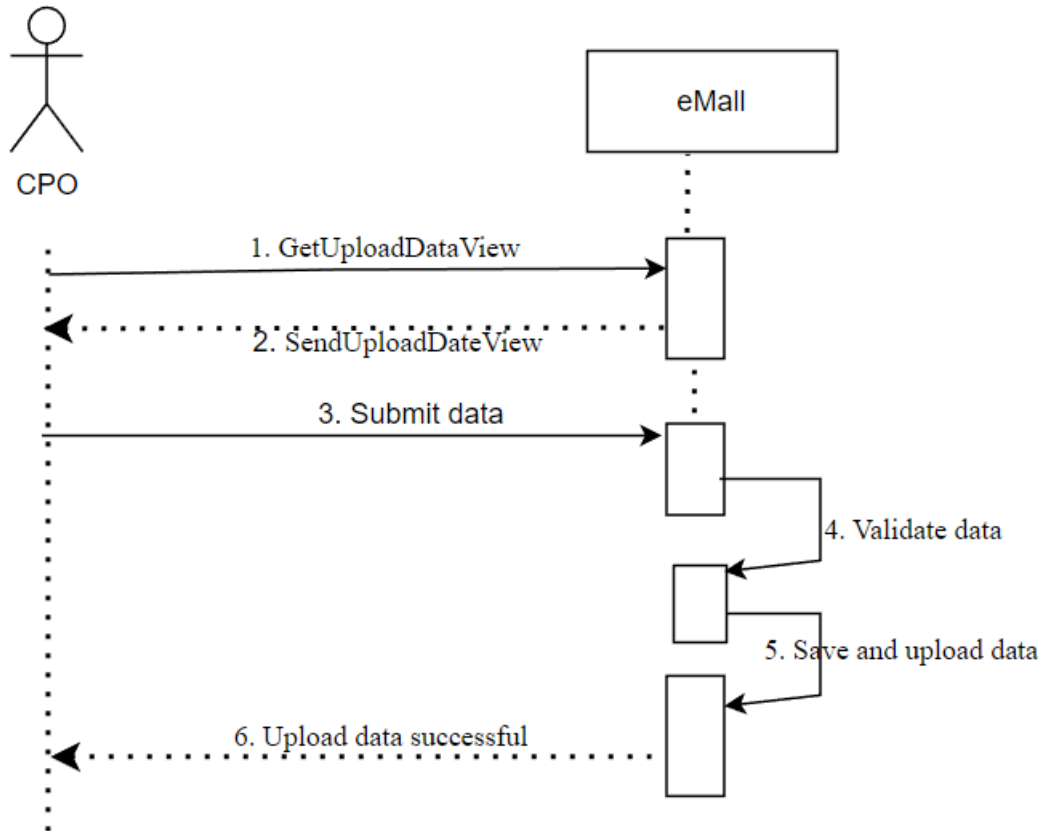 eMall
CPO
1. GetUploadDataView
2. SendUploadDateView
3. Submit data
4. Validate data
5. Save and upload data
6. Upload data successful